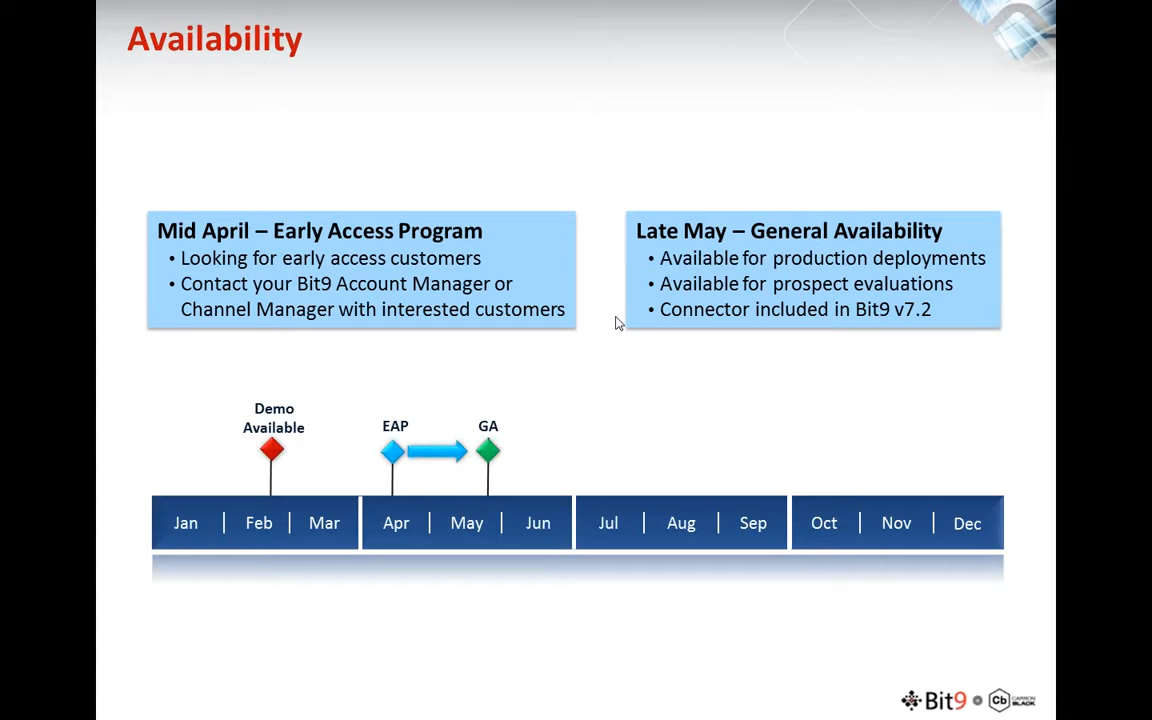 Availability
Mid April – Early Access Program
• Looking for early access customers
• Contact your Bit9 Account Manager or
Channel Manager with interested customers
Late May – General Availability
• Available for production deployments
• Available for prospect evaluations
• Connector included in Bit9 v7.2
Demo
Available
EAP
GA
Jan Feb Mar Apr May Jun Jul Aug Sep Oct Nov Dec
Bit9
Cb
CARBON
BLACK